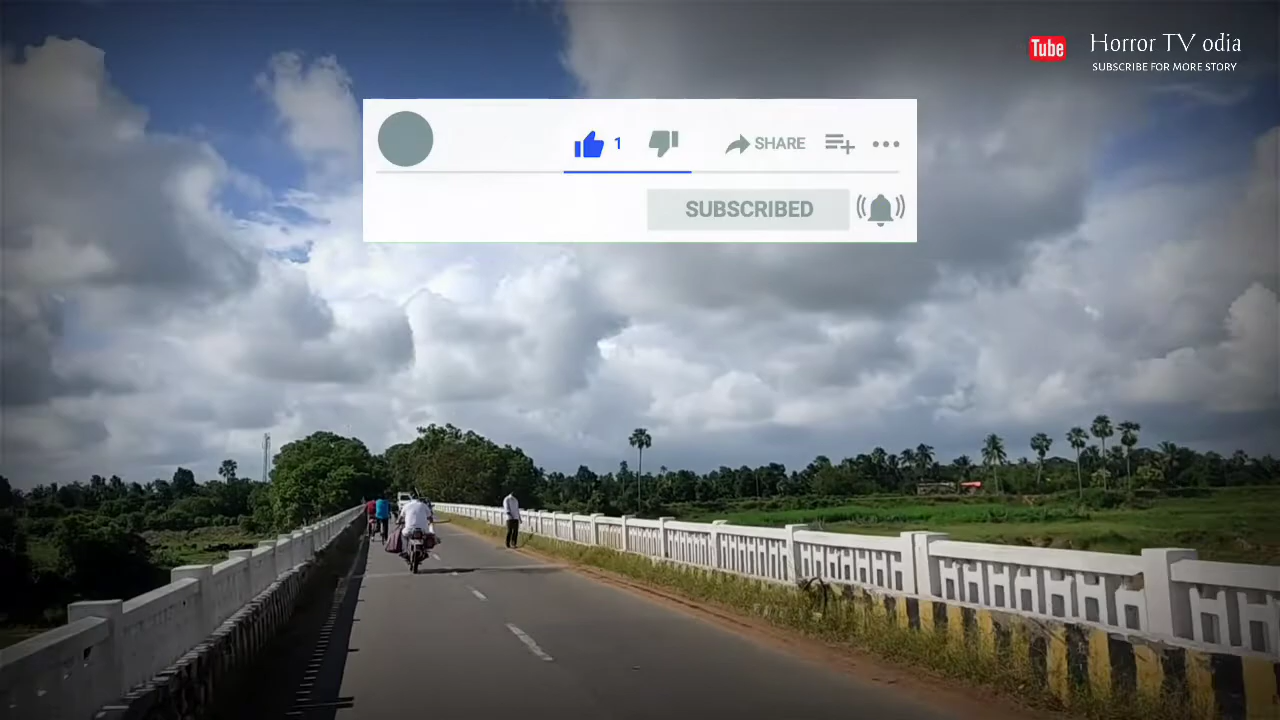 Tube
Horror TV odia
SUBSCRIBE FOR MORE STORY
1
SHARE
SUBSCRIBED